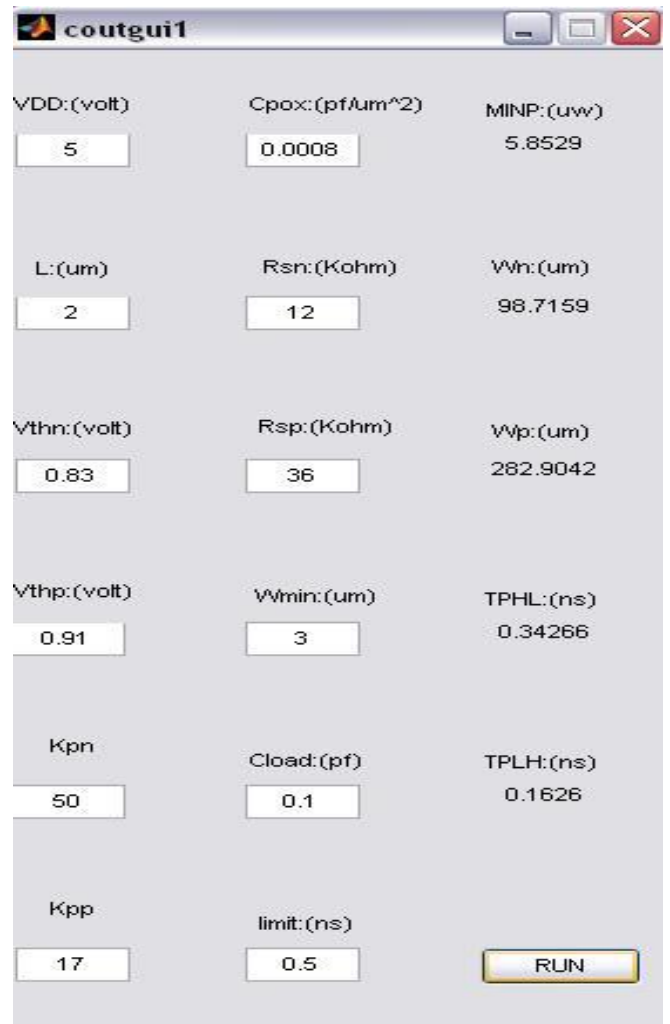 coutgui1
VDD:(volt) Cpox:(pf/um^2) MINP:(uw)
5 0.0008 5.8529
L:(um) Rsn:(Kohm) Wn:(um)
2 12 98.7159
Vthn:(volt) Rsp:(Kohm) Wp:(um)
0.83 36 282.9042
Vthp:(volt) Wmin:(um) TPHL:(ns)
0.91 3 0.34266
Kpn Cload:(pf) TPLH:(ns)
50 0.1 0.1626
Kpp limit:(ns)
17 0.5 RUN